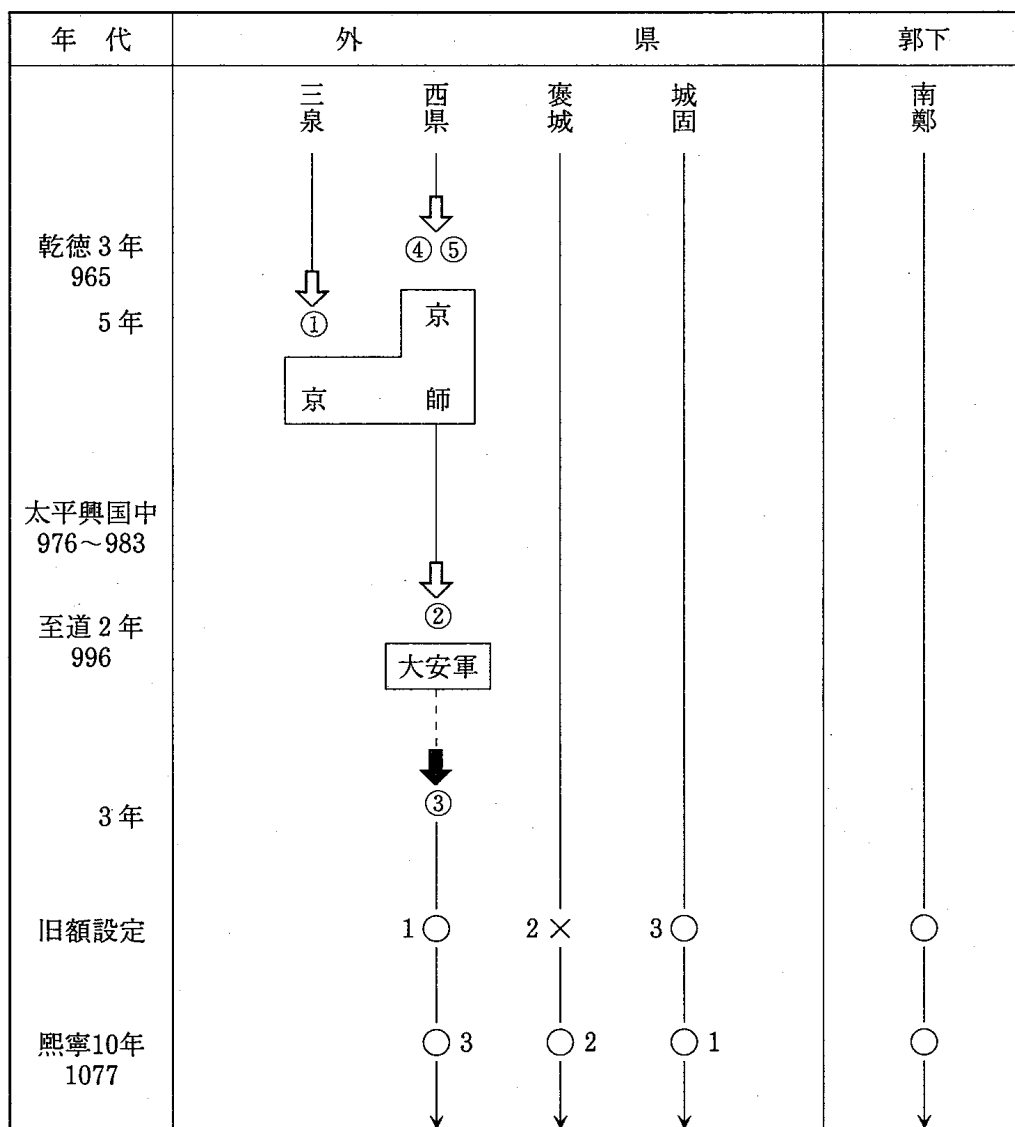 年代 外県 郭下
三泉 西県 褒城 城固 南鄭
乾徳3年 ④⑤
965
5年 ① 京
京師
太平興国中
976～983
至道2年 ②
996 大安軍
3年 ③
旧額設定 1○ 2× 3○ ○
熙寧10年 ○3 ○2 ○1 ○
1077